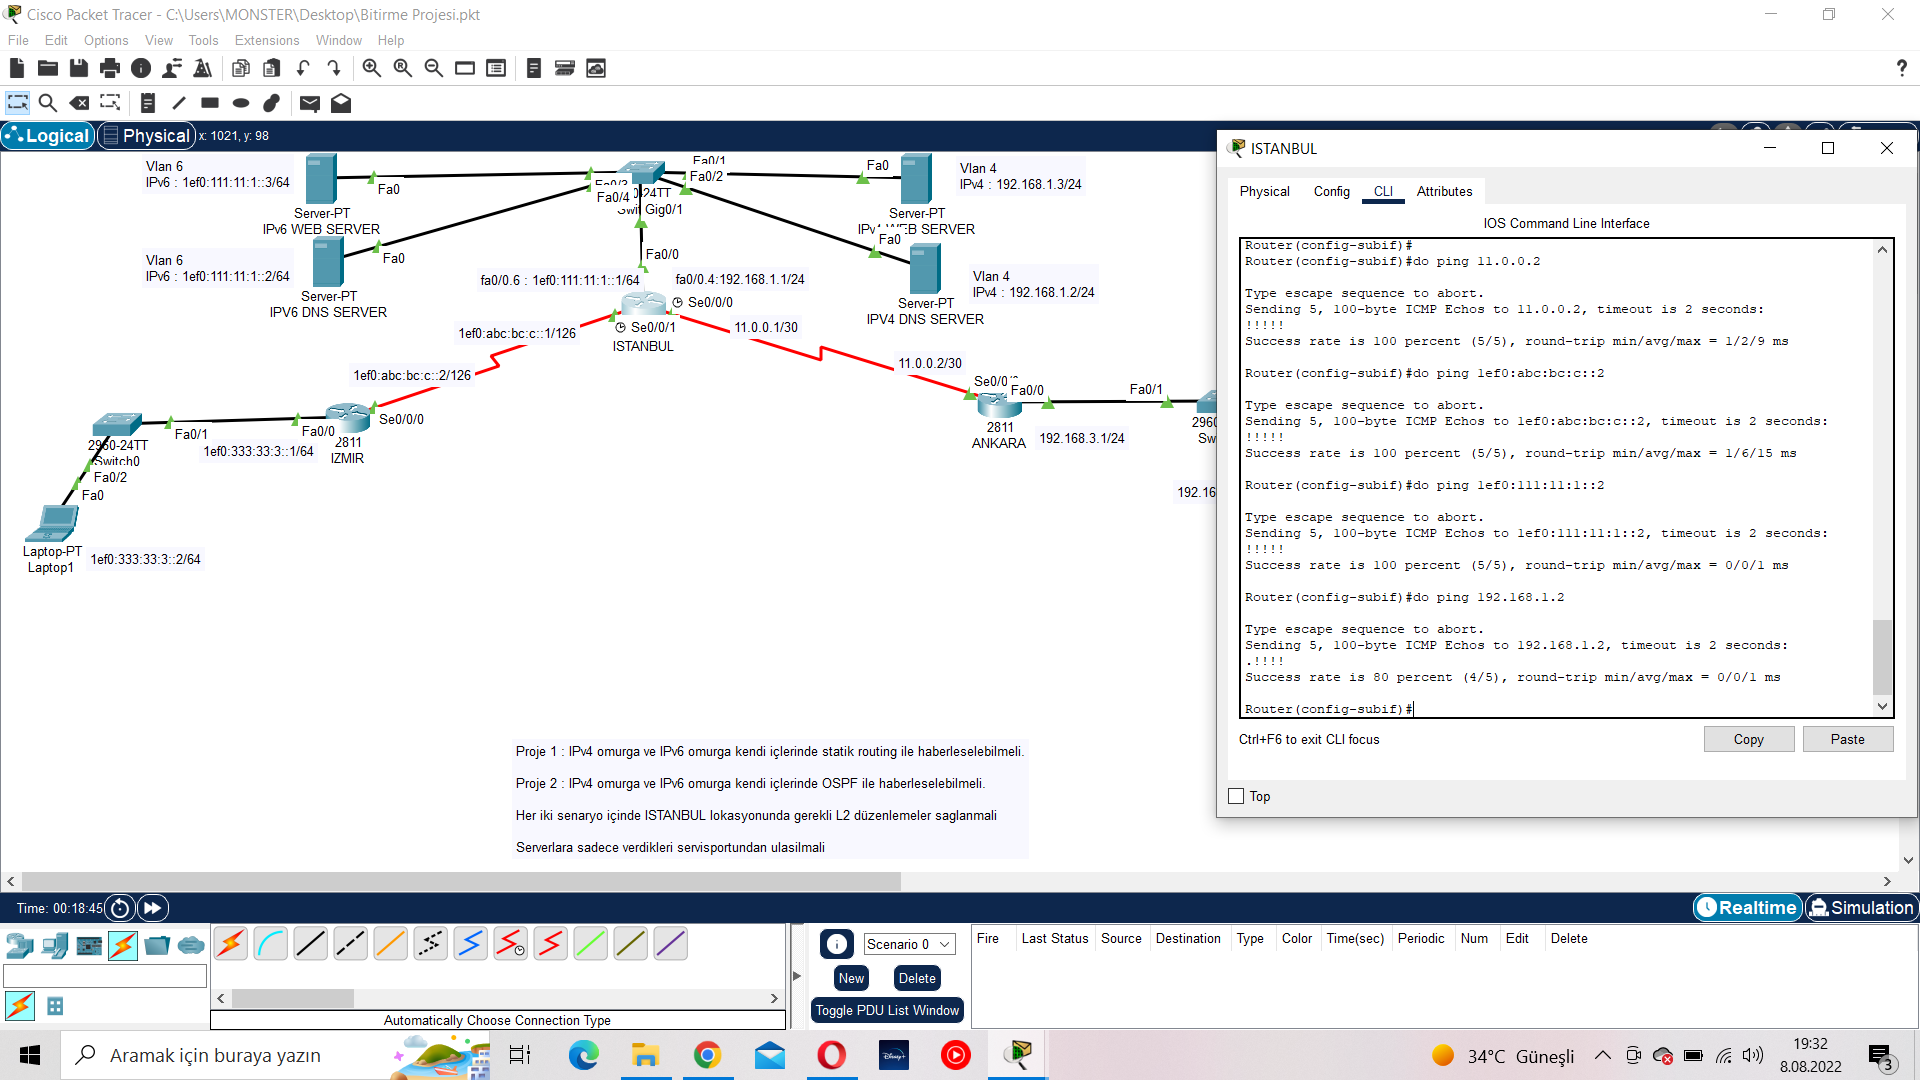 Cisco Packet Tracer - C:\Users\MONSTER\Desktop\Bitirme Projesi.pkt
File Edit Options View Tools Extensions Window Help
Logical Physical x: 1021, y: 98
Vlan 6
IPv6 : 1ef0:111:11:1::3/64
Fa0
Server-PT
IPv6 WEB SERVER
Vlan 6
IPv6 : 1ef0:111:11:1::2/64
Fa0
Server-PT
IPV6 DNS SERVER
Fa0/1
Fa0/2
Fa0/3
Fa0/4
Gig0/1
Fa0/0
Fa0
Vlan 4
IPv4 : 192.168.1.3/24
Server-PT
IPv4 WEB SERVER
Fa0
Vlan 4
IPv4 : 192.168.1.2/24
Server-PT
IPV4 DNS SERVER
fa0/0.6 : 1ef0:111:11:1::1/64
fa0/0.4:192.168.1.1/24
Se0/0/0
Se0/0/1
ISTANBUL
1ef0:abc:bc:c::1/126
11.0.0.1/30
1ef0:abc:bc:c::2/126
11.0.0.2/30
Fa0/0
Fa0/1
2811
ANKARA
192.168.3.1/24
192.16
Se0/0/0
Fa0/0
2811
IZMIR
Fa0/1
1ef0:333:33:3::1/64
2960-24TT
Switch0
Fa0/2
Fa0
Laptop-PT
Laptop1
1ef0:333:33:3::2/64
Proje 1 : IPv4 omurga ve IPv6 omurga kendi içlerinde statik routing ile haberleselebilmeli.
Proje 2 : IPv4 omurga ve IPv6 omurga kendi içlerinde OSPF ile haberleselebilmeli.
Her iki senaryo içinde ISTANBUL lokasyonunda gerekli L2 düzenlemeler saglanmali
Serverlara sadece verdikleri servisportundan ulasilmali
ISTANBUL
Physical Config CLI Attributes
IOS Command Line Interface
Router(config-subif)#
Router(config-subif)#do ping 11.0.0.2
Type escape sequence to abort.
Sending 5, 100-byte ICMP Echos to 11.0.0.2, timeout is 2 seconds:
!!!!!
Success rate is 100 percent (5/5), round-trip min/avg/max = 1/2/9 ms
Router(config-subif)#do ping 1ef0:abc:bc:c::2
Type escape sequence to abort.
Sending 5, 100-byte ICMP Echos to 1ef0:abc:bc:c::2, timeout is 2 seconds:
!!!!!
Success rate is 100 percent (5/5), round-trip min/avg/max = 1/6/15 ms
Router(config-subif)#do ping 1ef0:111:11:1::2
Type escape sequence to abort.
Sending 5, 100-byte ICMP Echos to 1ef0:111:11:1::2, timeout is 2 seconds:
!!!!!
Success rate is 100 percent (5/5), round-trip min/avg/max = 0/0/1 ms
Router(config-subif)#do ping 192.168.1.2
Type escape sequence to abort.
Sending 5, 100-byte ICMP Echos to 192.168.1.2, timeout is 2 seconds:
.!!!!
Success rate is 80 percent (4/5), round-trip min/avg/max = 0/0/1 ms
Router(config-subif)#
Ctrl+F6 to exit CLI focus
Copy Paste
Top
Time: 00:18:45
Realtime Simulation
Scenario 0
New Delete
Toggle PDU List Window
Fire Last Status Source Destination Type Color Time(sec) Periodic Num Edit Delete
Automatically Choose Connection Type
Aramak için buraya yazın
Disney+
34°C Güneşli
19:32
8.08.2022
3